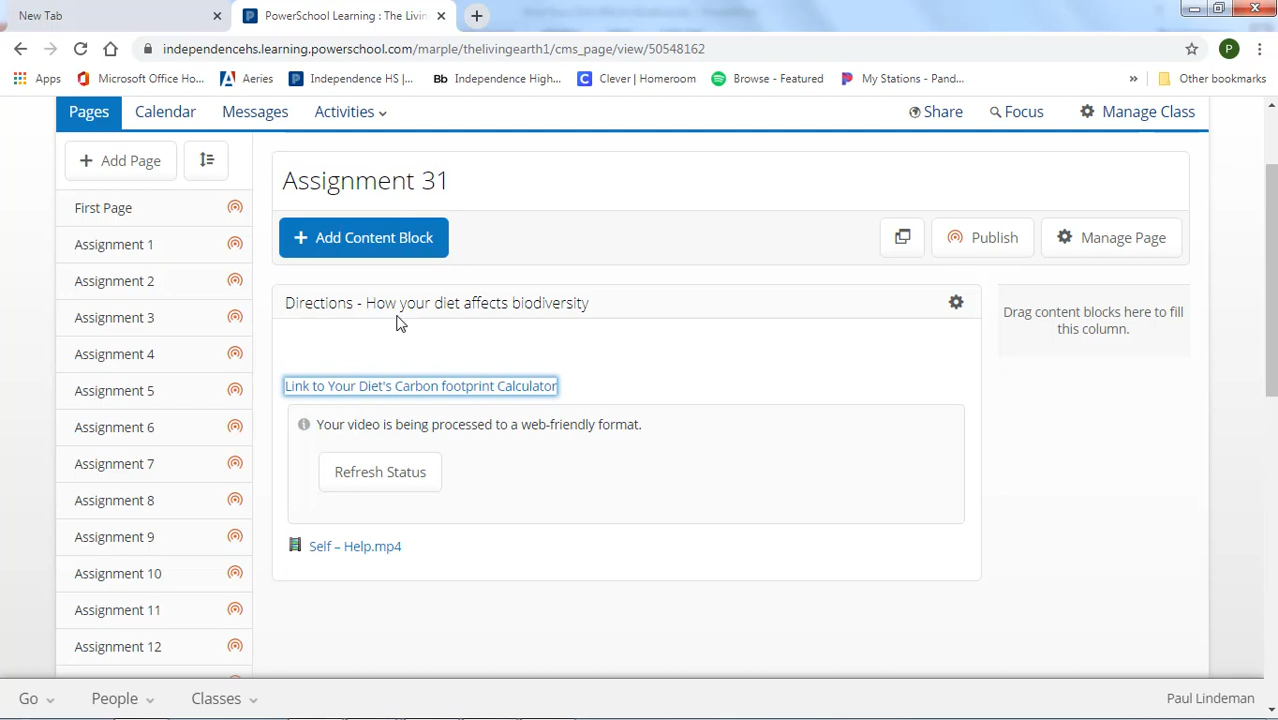 New Tab
PowerSchool Learning : The Livin
independencehs.learning.powerschool.com/marple/thelivingearth1/cms_page/view/50548162
P
Apps
Microsoft Office Ho...
Aeries
Independence HS |...
Bb Independence High...
Clever | Homeroom
Browse - Featured
My Stations - Pand...
»
Other bookmarks
Pages
Calendar
Messages
Activities
Share
Focus
Manage Class
Add Page
First Page
Assignment 1
Assignment 2
Assignment 3
Assignment 4
Assignment 5
Assignment 6
Assignment 7
Assignment 8
Assignment 9
Assignment 10
Assignment 11
Assignment 12
Assignment 31
+ Add Content Block
Publish
Manage Page
Directions - How your diet affects biodiversity
Link to Your Diet's Carbon footprint Calculator
Your video is being processed to a web-friendly format.
Refresh Status
Self – Help.mp4
Drag content blocks here to fill
this column.
Go
People
Classes
Paul Lindeman